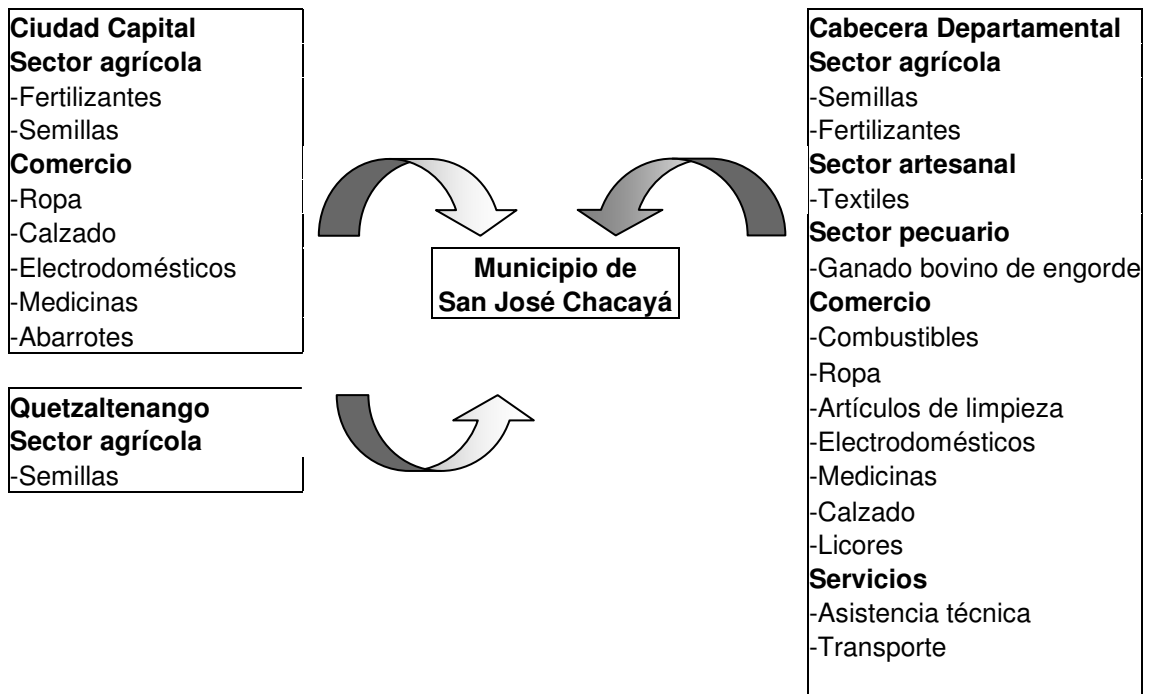 Ciudad Capital
Sector agrícola
-Fertilizantes
-Semillas
Comercio
-Ropa
-Calzado
-Electrodomésticos
-Medicinas
-Abarrotes
Quetzaltenango
Sector agrícola
-Semillas
Municipio de
San José Chacayá
Cabecera Departamental
Sector agrícola
-Semillas
-Fertilizantes
Sector artesanal
-Textiles
Sector pecuario
-Ganado bovino de engorde
Comercio
-Combustibles
-Ropa
-Artículos de limpieza
-Electrodomésticos
-Medicinas
-Calzado
-Licores
Servicios
-Asistencia técnica
-Transporte